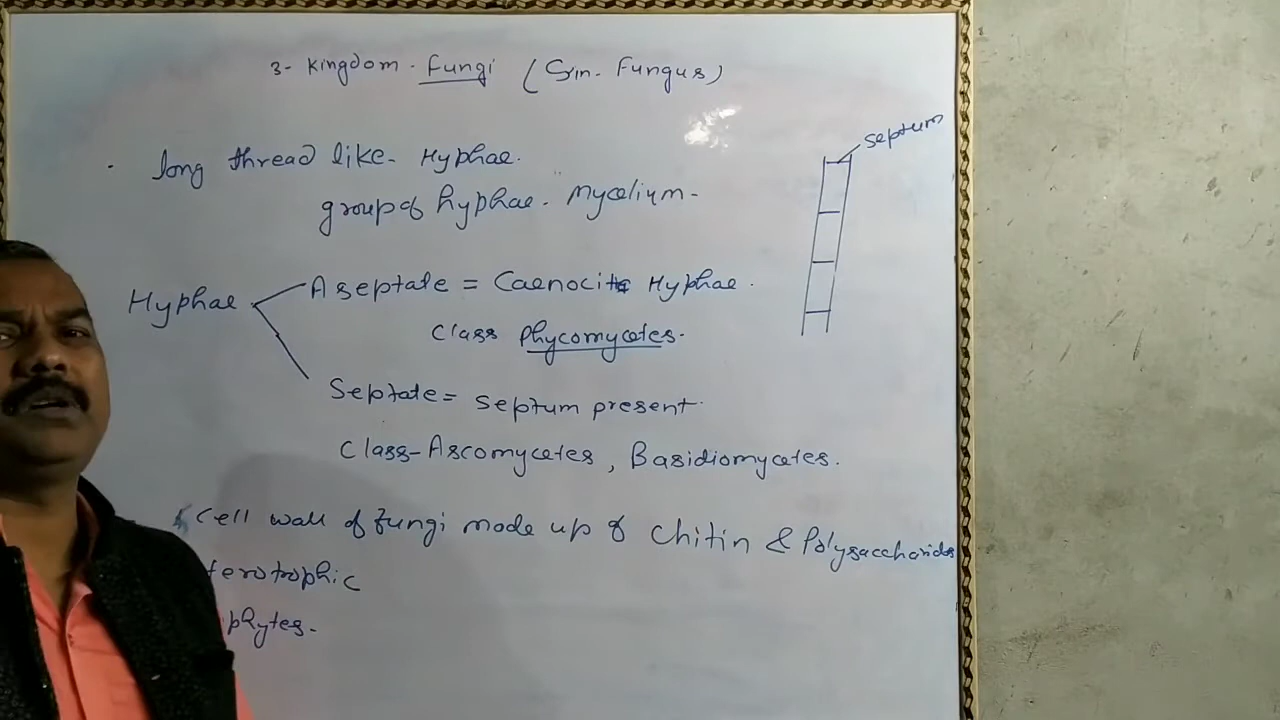 3- Kingdom - Fungi (Sin. Fungus)
septum
. long thread like - Hyphae.
group of hyphae - Mycelium -
Hyphae
Aseptate = Caenocite Hyphae.
Class Phycomycetes.
Septate = septum present.
Class - Ascomycetes, Basidiomycetes.
Cell wall of fungi made up of Chitin & Polysaccharides
terotrophic
phytes.